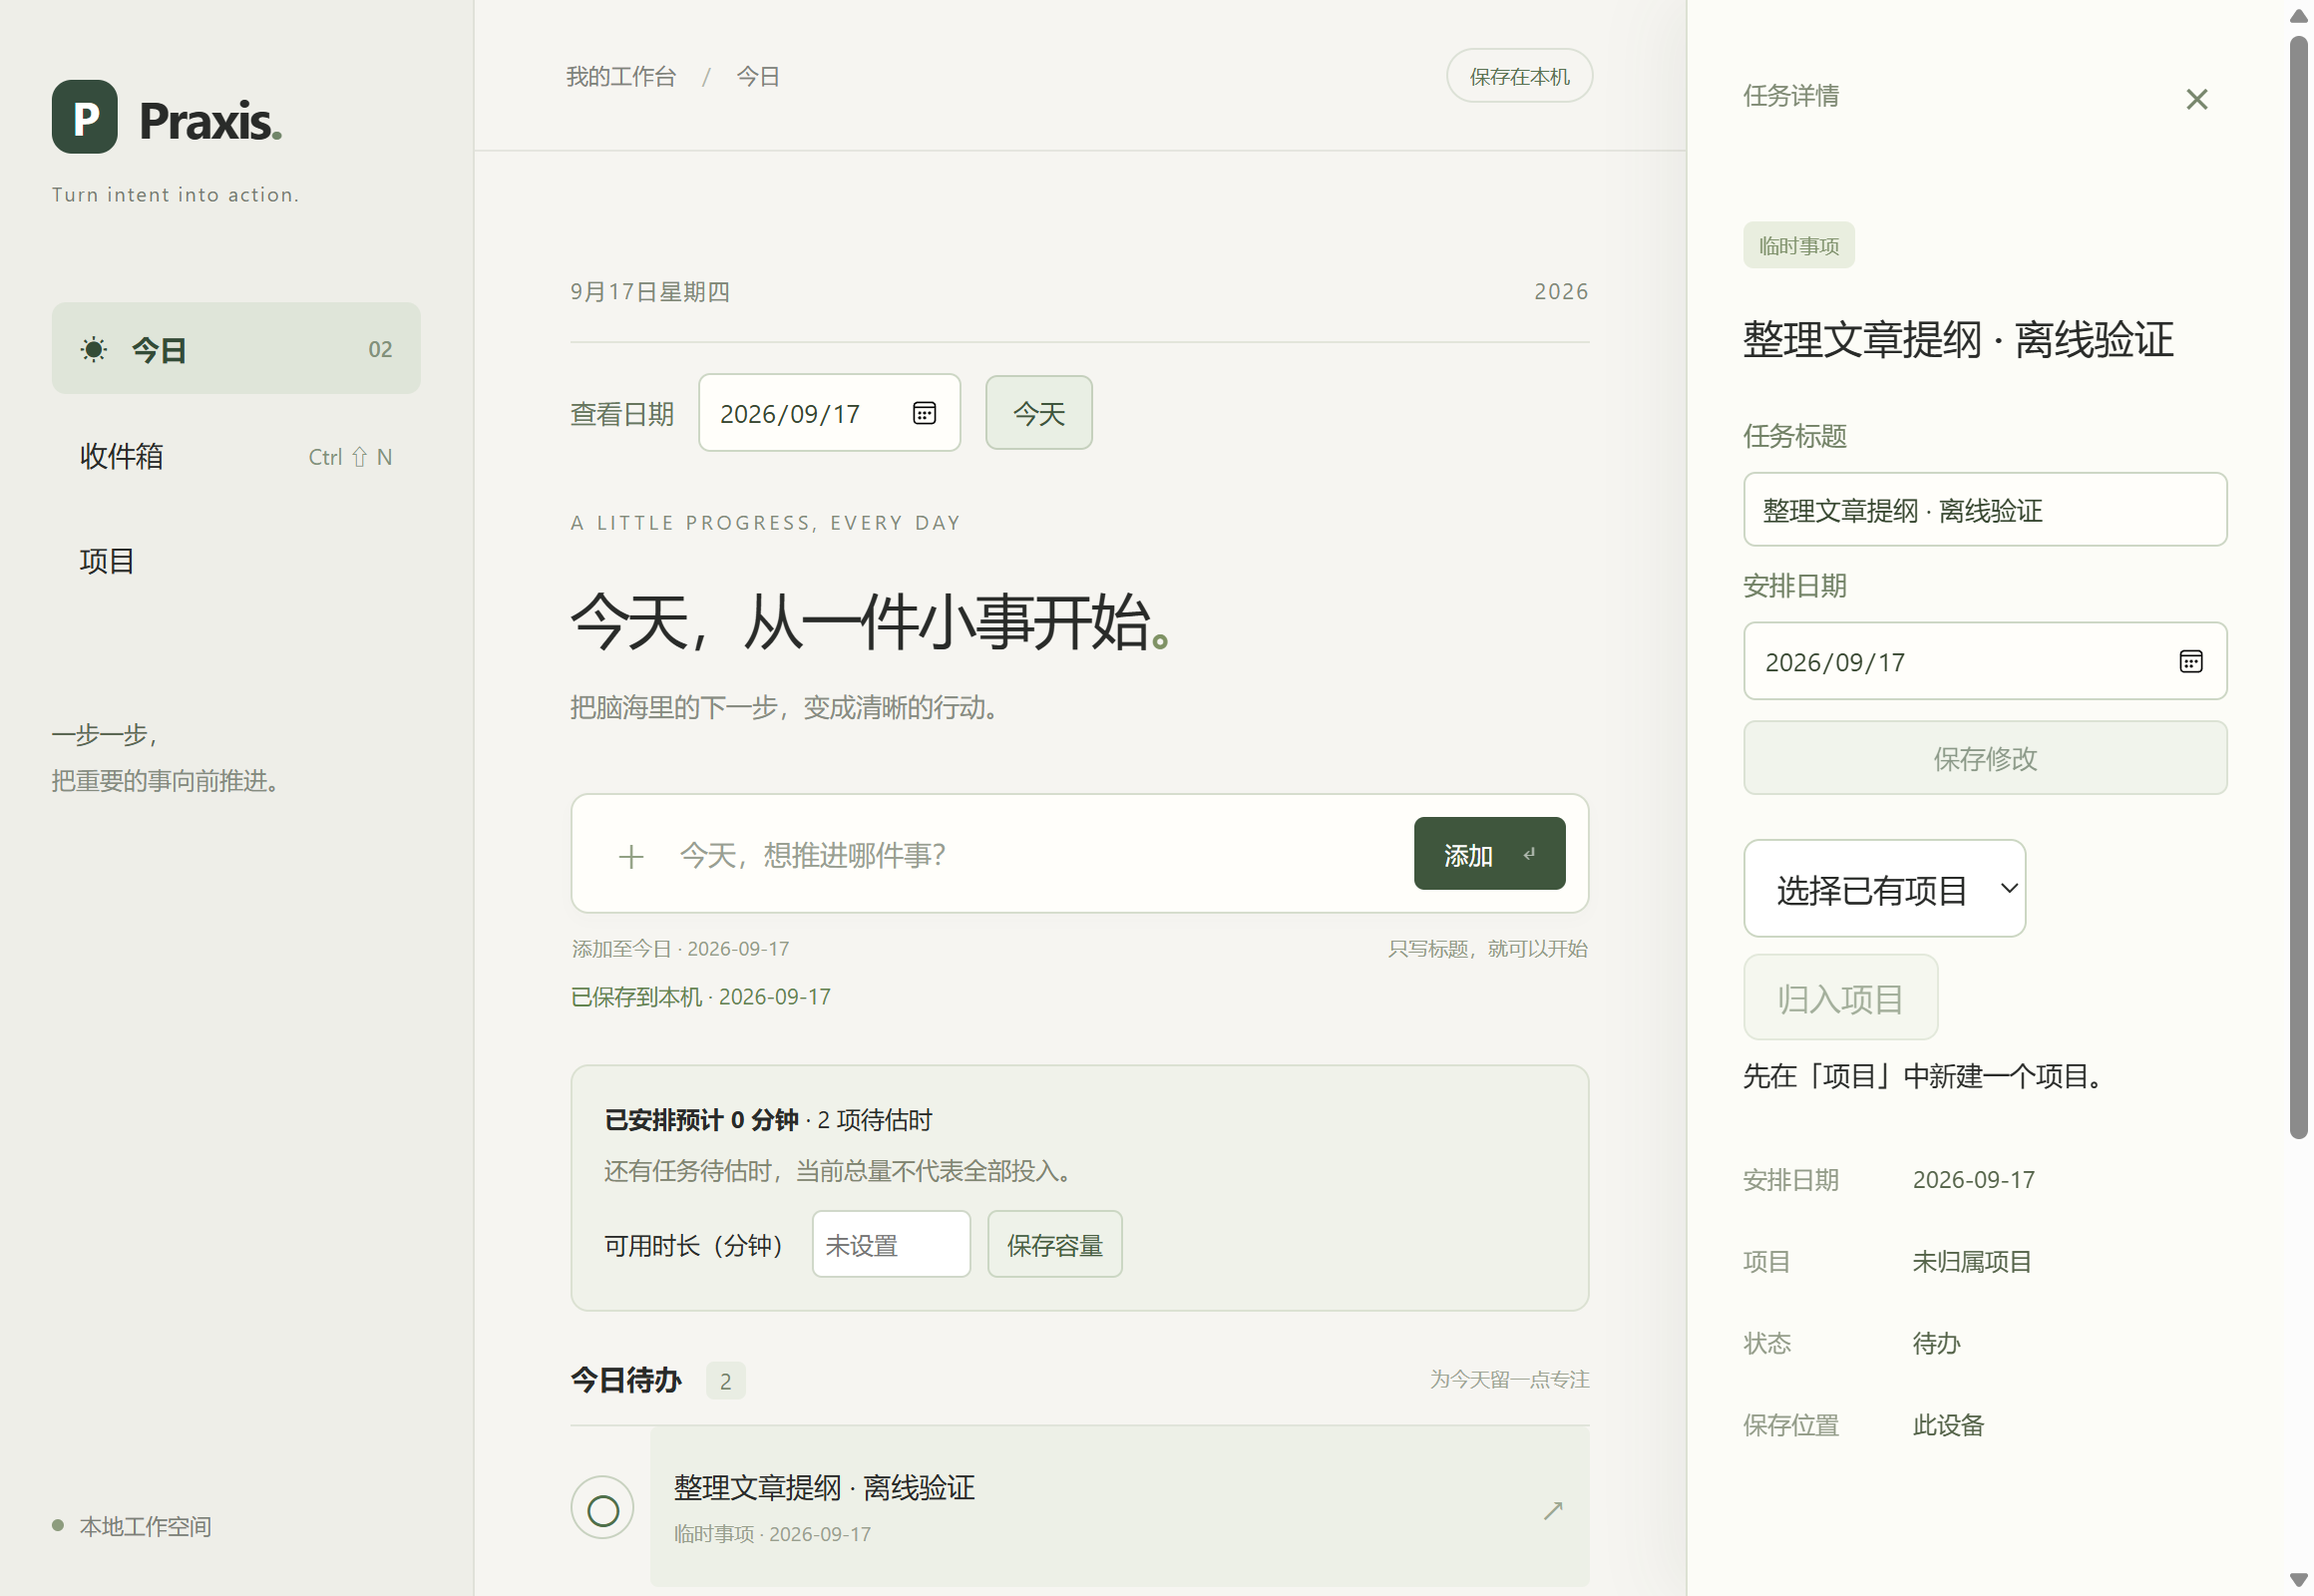 P Praxis.
Turn intent into action.
今日 02
收件箱 Ctrl ⇧ N
项目
一步一步，
把重要的事向前推进。
本地工作空间
我的工作台 / 今日
保存在本机
9月17日星期四 2026
查看日期 2026/09/17 今天
A LITTLE PROGRESS, EVERY DAY
今天，从一件小事开始。
把脑海里的下一步，变成清晰的行动。
今天，想推进哪件事？ 添加
添加至今日 · 2026-09-17 只写标题，就可以开始
已保存到本机 · 2026-09-17
已安排预计 0 分钟 · 2 项待估时
还有任务待估时，当前总量不代表全部投入。
可用时长（分钟） 未设置 保存容量
今日待办 2 为今天留一点专注
整理文章提纲 · 离线验证
临时事项 · 2026-09-17
任务详情
临时事项
整理文章提纲 · 离线验证
任务标题
整理文章提纲 · 离线验证
安排日期
2026/09/17
保存修改
选择已有项目
归入项目
先在「项目」中新建一个项目。
安排日期 2026-09-17
项目 未归属项目
状态 待办
保存位置 此设备